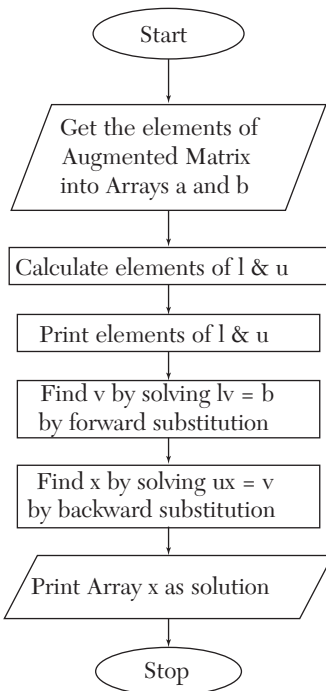 Start
Get the elements of
Augmented Matrix
into Arrays a and b
Calculate elements of l & u
Print elements of l & u
Find v by solving lv = b
by forward substitution
Find x by solving ux = v
by backward substitution
Print Array x as solution
Stop